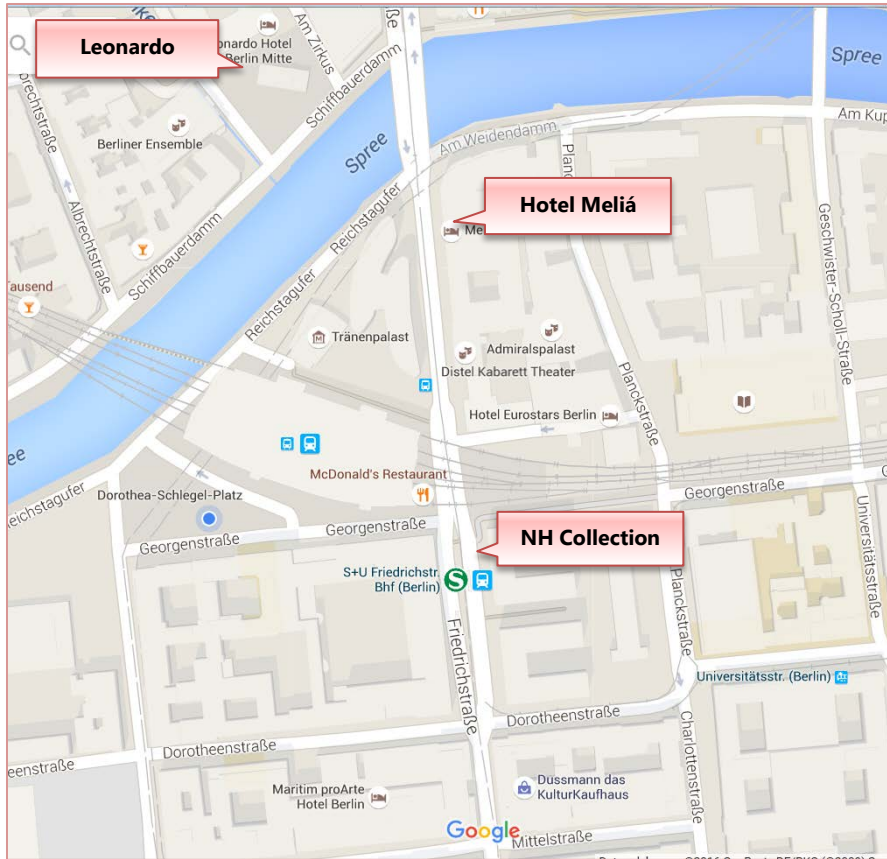 Leonardo
onardo Hotel
Berlin Mitte
Am Zirkus
Schiffbauerdamm
Spree
Spree
Am Weidendamm
Am Kup
Berliner Ensemble
Albrechtstraße
Reichstagufer
Hotel Meliá
Me
Planckstraße
Geschwister-Scholl-Straße
Tausend
Schiffbauerdamm
Reichstagufer
Tränenpalast
Admiralspalast
Distel Kabarett Theater
Hotel Eurostars Berlin
McDonald's Restaurant
Dorothea-Schlegel-Platz
Georgenstraße
Georgenstraße
Georgenstraße
NH Collection
S+U Friedrichstr.
Bhf (Berlin)
Friedrichstraße
Planckstraße
Universitätsstraße
Universitätsstr. (Berlin)
Dorotheenstraße
Dorotheenstraße
Charlottenstraße
Maritim proArte
Hotel Berlin
Dussmann das
KulturKaufhaus
Google
Mittelstraße